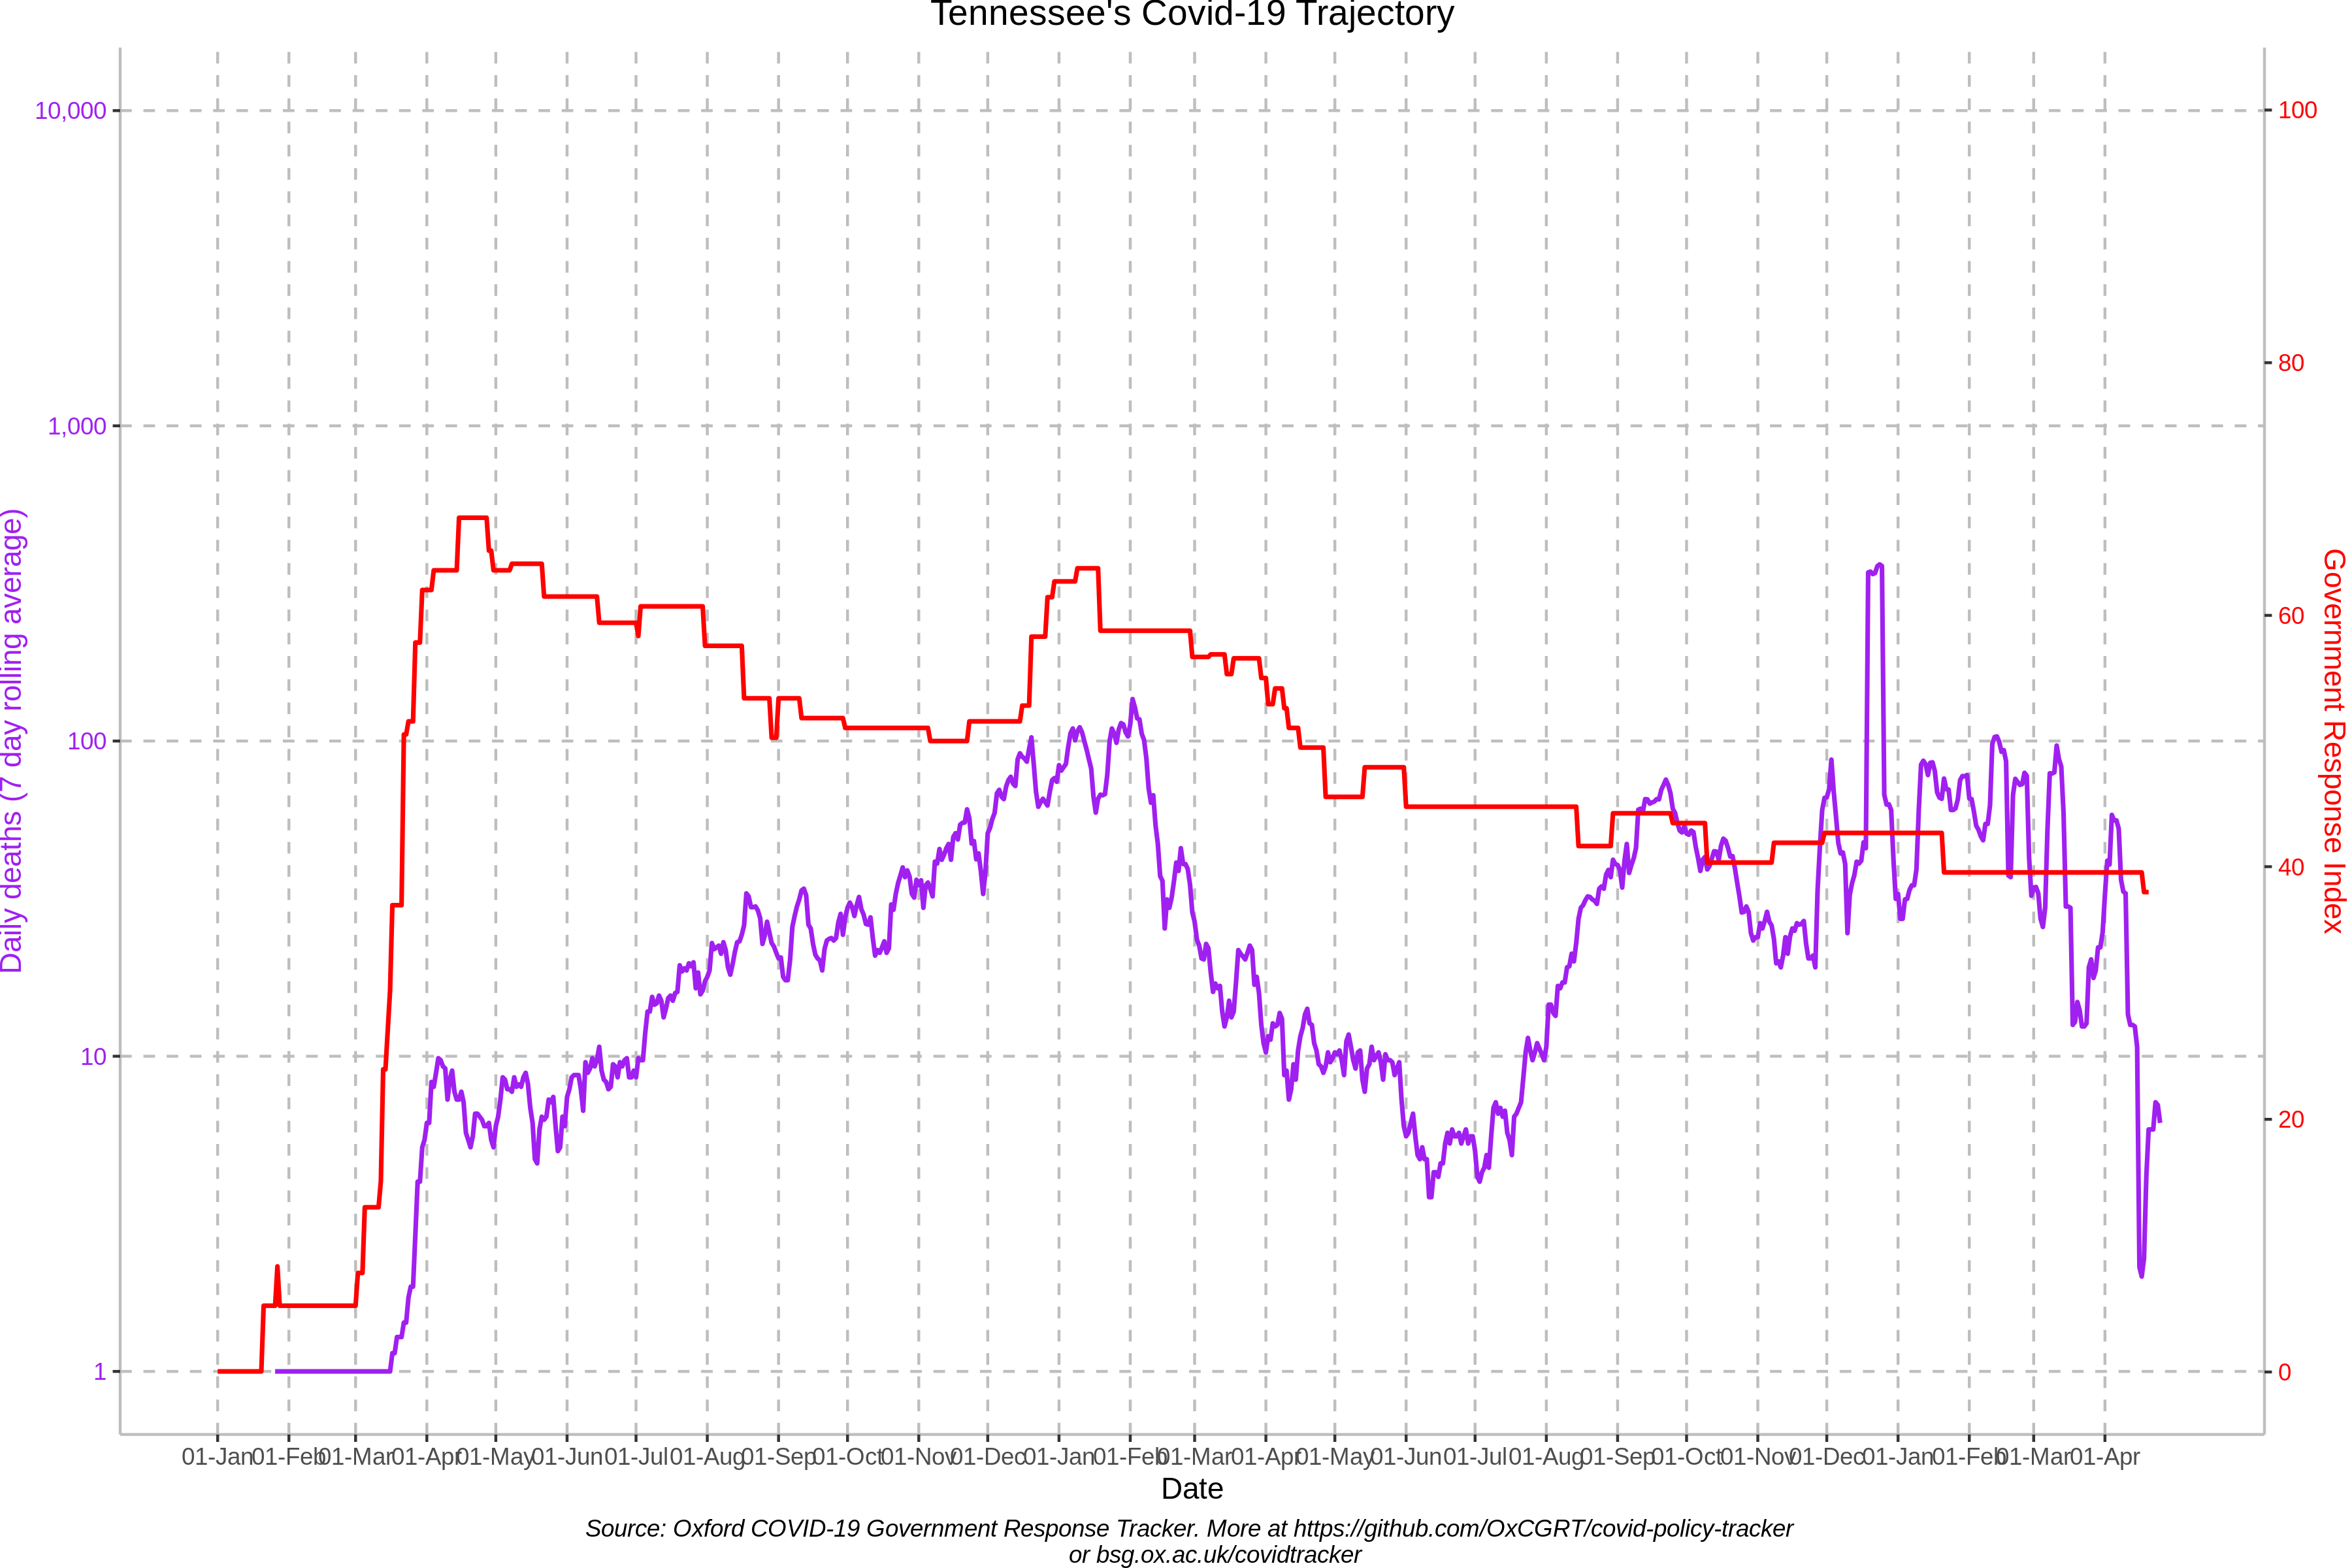 Tennessee's Covid-19 Trajectory
10,000
1,000
100
10
1
Daily deaths (7 day rolling average)
100
80
60
40
20
0
Government Response Index
01-Jan 01-Feb 01-Mar 01-Apr 01-May 01-Jun 01-Jul 01-Aug 01-Sep 01-Oct 01-Nov 01-Dec 01-Jan 01-Feb 01-Mar 01-Apr 01-May 01-Jun 01-Jul 01-Aug 01-Sep 01-Oct 01-Nov 01-Dec 01-Jan 01-Feb 01-Mar 01-Apr
Date
Source: Oxford COVID-19 Government Response Tracker. More at https://github.com/OxCGRT/covid-policy-tracker
or bsg.ox.ac.uk/covidtracker